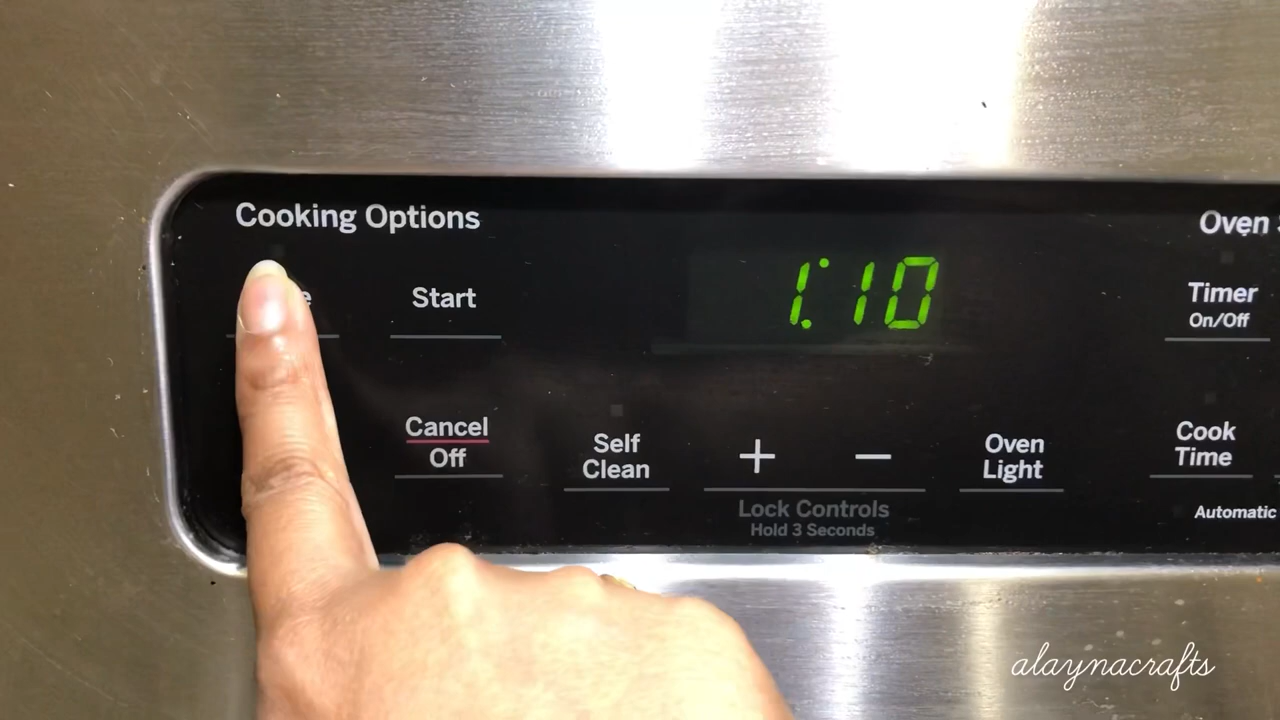 Cooking Options
Oven
Start
1:10
Timer
On/Off
Cancel
Off
Self
Clean
+ −
Oven
Light
Cook
Time
Lock Controls
Hold 3 Seconds
Automatic
alaynacrafts